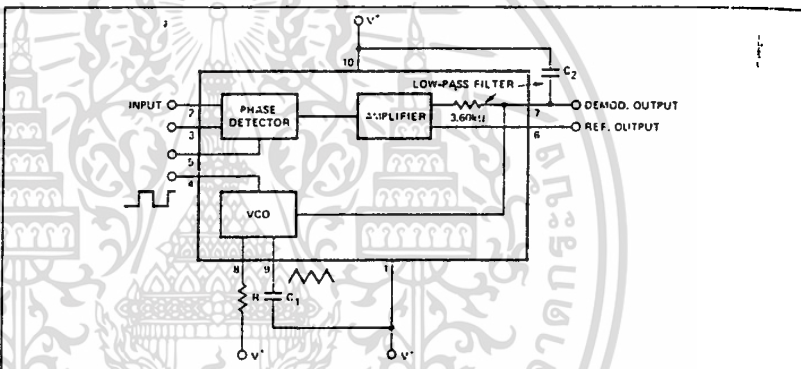 V+
10
C2
LOW-PASS FILTER
INPUT
2
PHASE DETECTOR
AMPLIFIER
3.60kΩ
7
DEMOD. OUTPUT
3
6
REF. OUTPUT
5
4
VCO
8
9
1
R
C1
V+
V+